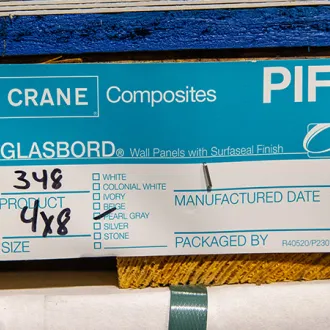 CRANE Composites PIF
GLASBORD® Wall Panels with Surfaseal Finish
348
PRODUCT
4x8
SIZE
WHITE
COLONIAL WHITE
IVORY
BEIGE
PEARL GRAY
SILVER
STONE
MANUFACTURED DATE
PACKAGED BY
R40520/P230